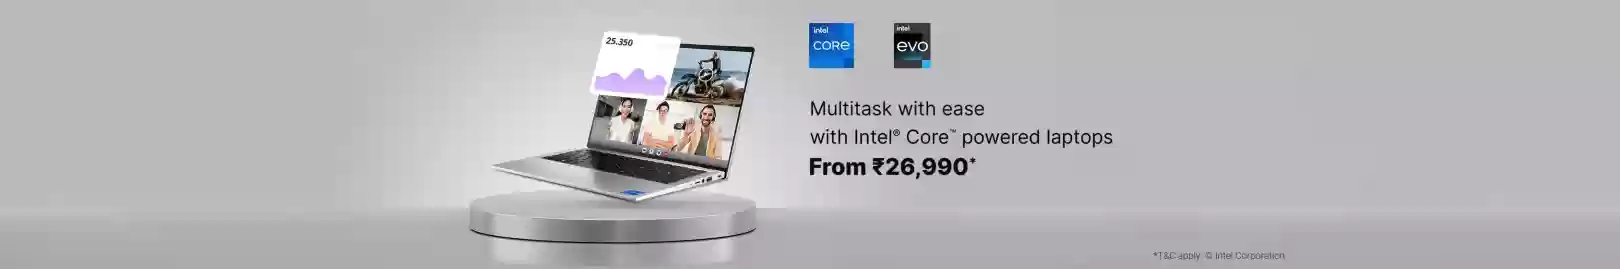 25.350
intel
CORE
intel
evo
Multitask with ease
with Intel® Core™ powered laptops
From ₹26,990*
*T&C apply © Intel Corporation